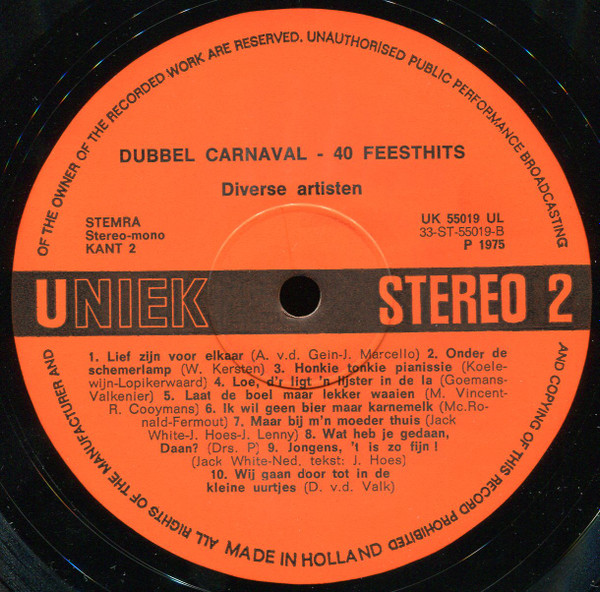 OF THE OWNER OF THE RECORDED WORK ARE RESERVED. UNAUTHORISED PUBLIC PERFORMANCE BROADCASTING
AND COPYING OF THIS RECORD PROHIBITED
ALL RIGHTS OF THE MANUFACTURER AND
DUBBEL CARNAVAL - 40 FEESTHITS
Diverse artisten
STEMRA
Stereo-mono
KANT 2
UK 55019 UL
33-ST-55019-B
P 1975
UNIEK
STEREO 2
1. Lief zijn voor elkaar (A. v.d. Gein-J. Marcello) 2. Onder de
schemerlamp (W. Kersten) 3. Honkie tonkie pianissie (Koele-
wijn-Lopikerwaard) 4. Loe, d'r ligt 'n lijster in de la (Goemans-
Valkenier) 5. Laat de boel maar lekker waaien (M. Vincent-
R. Cooymans) 6. Ik wil geen bier maar karnemelk (Mc.Ro-
nald-Fermout) 7. Maar bij m'n moeder thuis (Jack
White-J. Hoes-J. Lenny) 8. Wat heb je gedaan,
Daan? (Drs. P) 9. Jongens, 't is zo fijn !
(Jack White-Ned, tekst: J. Hoes)
10. Wij gaan door tot in de
kleine uurtjes (D. v.d. Valk)
MADE IN HOLLAND